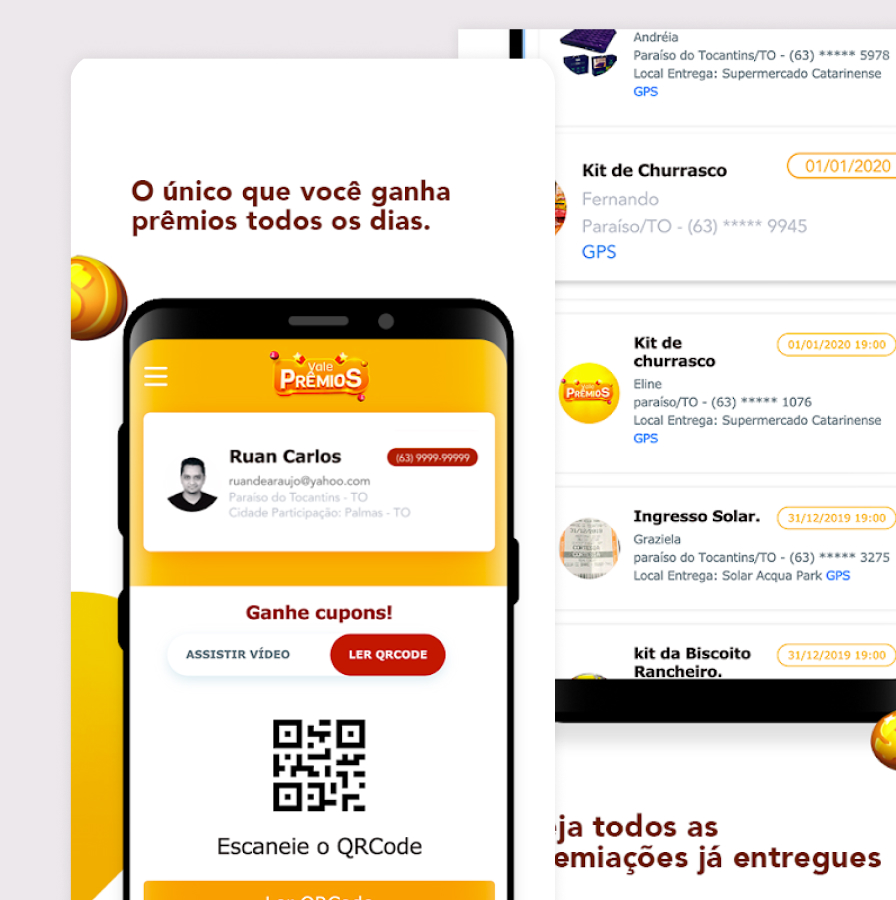 O único que você ganha
prêmios todos os dias.
Vale
PRÊMIOS
Ruan Carlos
(63) 9999-99999
ruandearaujo@yahoo.com
Paraíso do Tocantins - TO
Cidade Participação: Palmas - TO
Ganhe cupons!
ASSISTIR VÍDEO
LER QRCODE
Escaneie o QRCode
Ler QRCode
Andréia
Paraíso do Tocantins/TO - (63) ***** 5978
Local Entrega: Supermercado Catarinense
GPS
Kit de Churrasco
01/01/2020
Fernando
Paraíso/TO - (63) ***** 9945
GPS
Vale
PRÊMIOS
Kit de
churrasco
01/01/2020 19:00
Eline
paraíso/TO - (63) ***** 1076
Local Entrega: Supermercado Catarinense
GPS
Ingresso Solar.
31/12/2019 19:00
Graziela
paraíso do Tocantins/TO - (63) ***** 3275
Local Entrega: Solar Acqua Park GPS
kit da Biscoito
Rancheiro.
31/12/2019 19:00
ja todos as
emiações já entregues